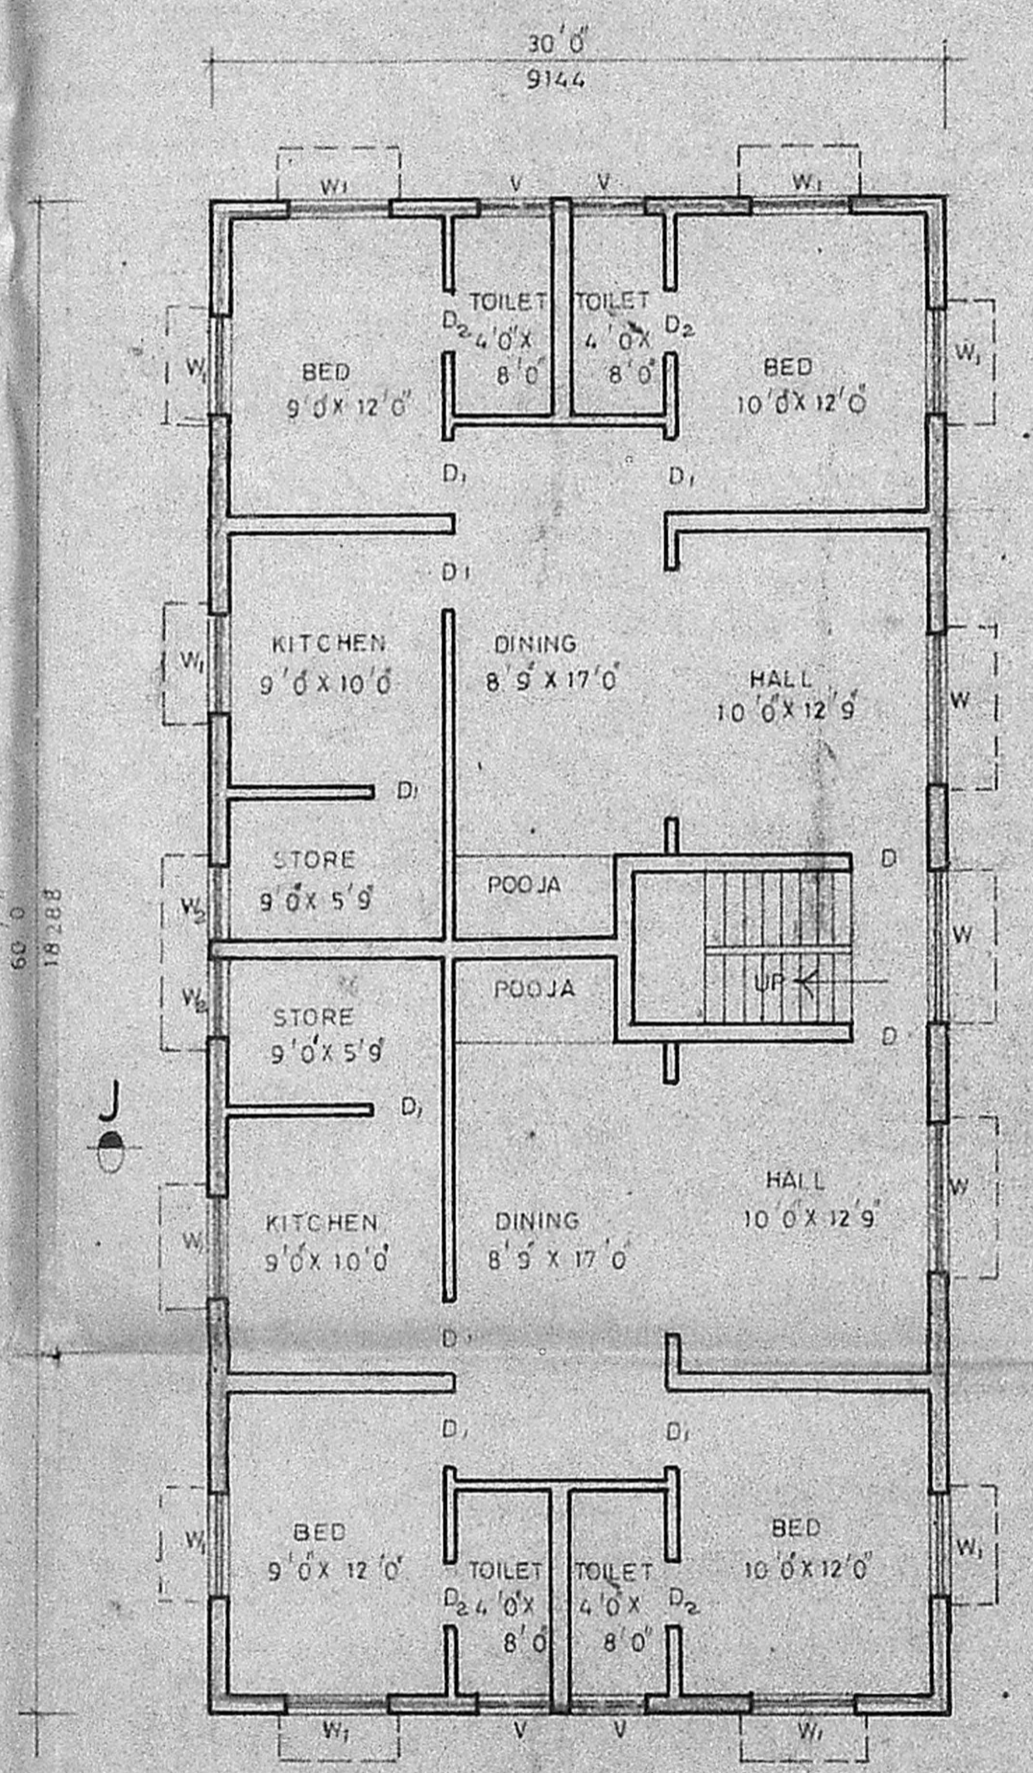 30'0"
9144
W1
V
V
W1
TOILET
4'0" X
8'0"
TOILET
4'0" X
8'0"
D2
D2
W1
W1
BED
9'0" X 12'0"
BED
10'0" X 12'0"
D1
D1
D1
KITCHEN
9'0" X 10'0"
DINING
8'9" X 17'0"
HALL
10'0" X 12'9"
W1
W
D1
STORE
9'0" X 5'9"
POOJA
D
W2
W
60'0"
18288
W2
STORE
9'0" X 5'9"
POOJA
UP
D
D1
J
KITCHEN
9'0" X 10'0"
DINING
8'9" X 17'0"
HALL
10'0" X 12'9"
W
W1
D1
D1
D1
BED
9'0" X 12'0"
BED
10'0" X 12'0"
W1
W1
TOILET
4'0" X
8'0"
TOILET
4'0" X
8'0"
D2
D2
W1
V
V
W1